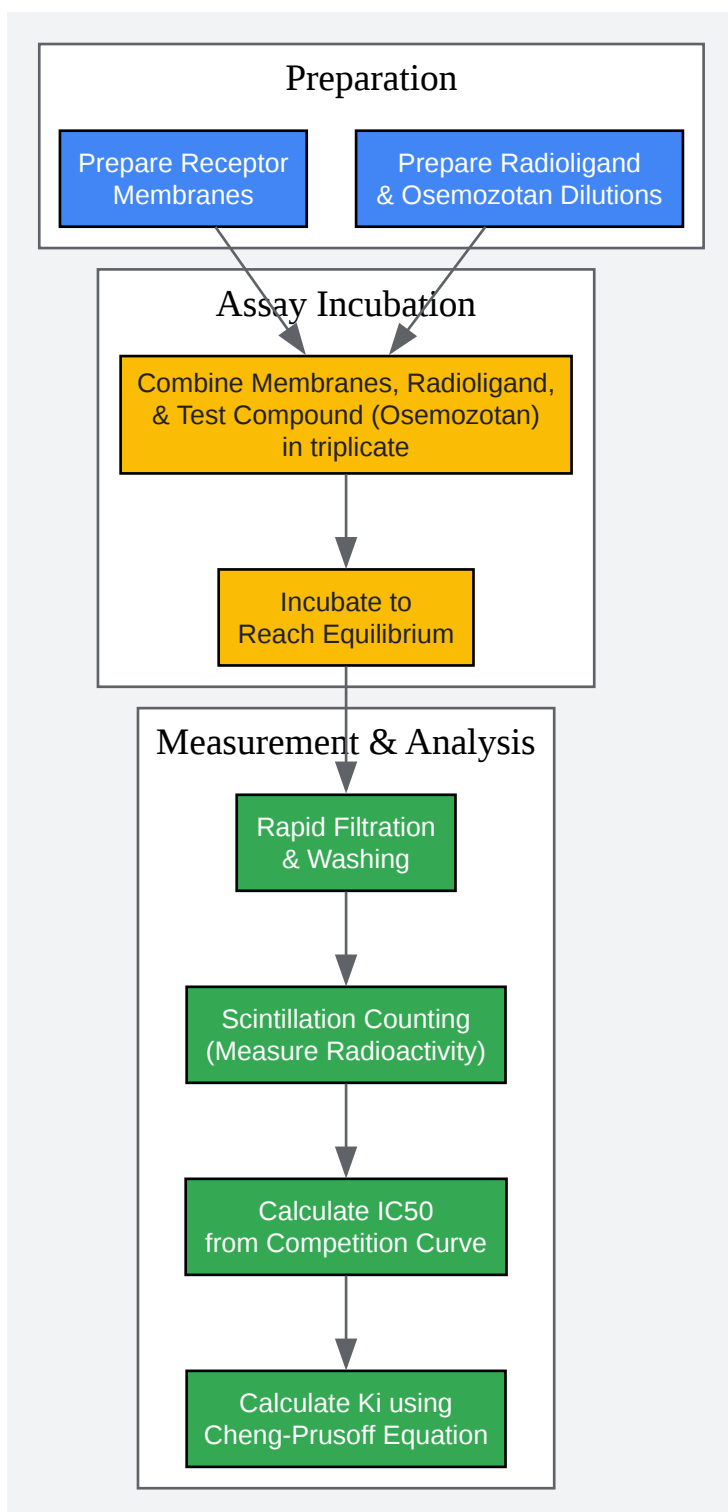 Preparation
Prepare Receptor
Membranes
Prepare Radioligand
& Osemozotan Dilutions
Assay Incubation
Combine Membranes, Radioligand,
& Test Compound (Osemozotan)
in triplicate
Incubate to
Reach Equilibrium
Measurement & Analysis
Rapid Filtration
& Washing
Scintillation Counting
(Measure Radioactivity)
Calculate IC50
from Competition Curve
Calculate Ki using
Cheng-Prusoff Equation